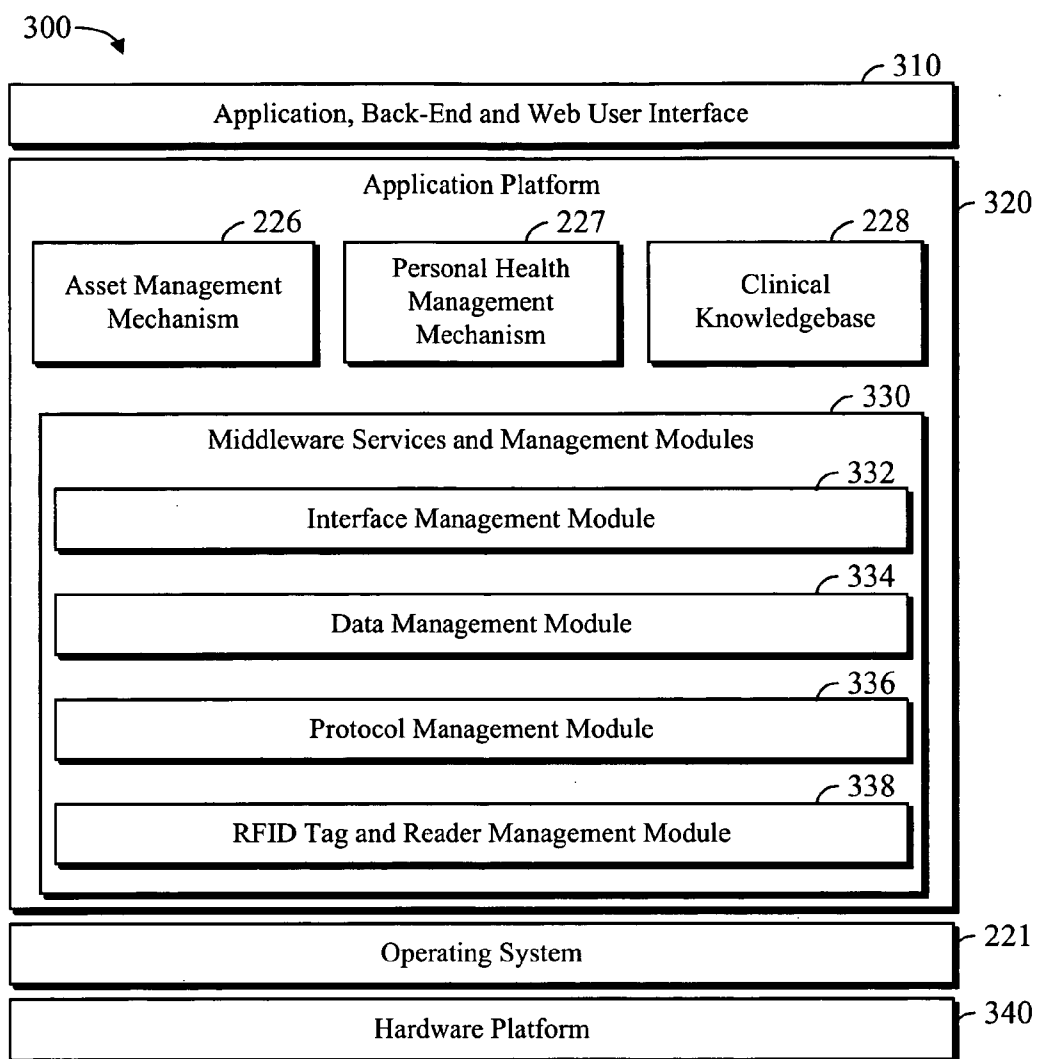 300
310
Application, Back-End and Web User Interface
Application Platform
320
226
227
228
Asset Management
Mechanism
Personal Health
Management
Mechanism
Clinical
Knowledgebase
330
Middleware Services and Management Modules
332
Interface Management Module
334
Data Management Module
336
Protocol Management Module
338
RFID Tag and Reader Management Module
221
Operating System
340
Hardware Platform